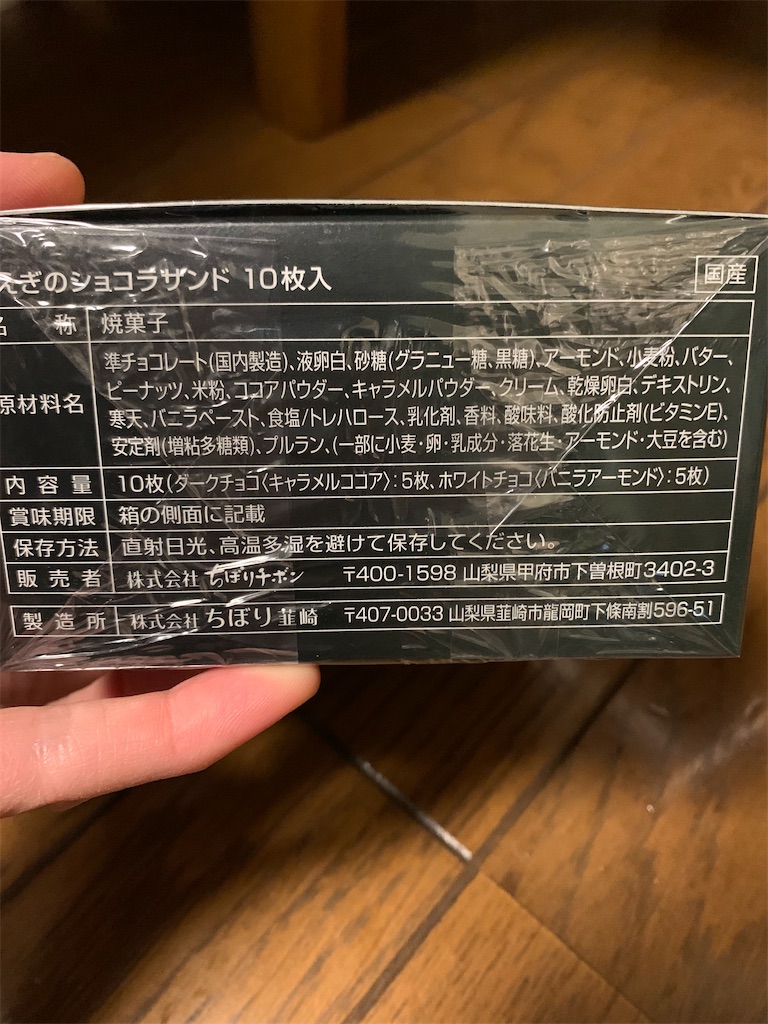 えぎのショコラサンド 10枚入 国産
名 称 焼菓子
原材料名 準チョコレート(国内製造)、液卵白、砂糖(グラニュー糖、黒糖)、アーモンド、小麦粉、バター、
ピーナッツ、米粉、ココアパウダー、キャラメルパウダー、クリーム、乾燥卵白、デキストリン、
寒天、バニラペースト、食塩/トレハロース、乳化剤、香料、酸味料、酸化防止剤(ビタミンE)、
安定剤(増粘多糖類)、プルラン、(一部に小麦・卵・乳成分・落花生・アーモンド・大豆を含む)
内容量 10枚(ダークチョコ〈キャラメルココア〉:5枚、ホワイトチョコ〈バニラアーモンド〉:5枚)
賞味期限 箱の側面に記載
保存方法 直射日光、高温多湿を避けて保存してください。
販売者 株式会社 ちぼりチボン 〒400-1598 山梨県甲府市下曽根町3402-3
製造所 株式会社 ちぼり 韮崎 〒407-0033 山梨県韮崎市龍岡町下條南割596-51